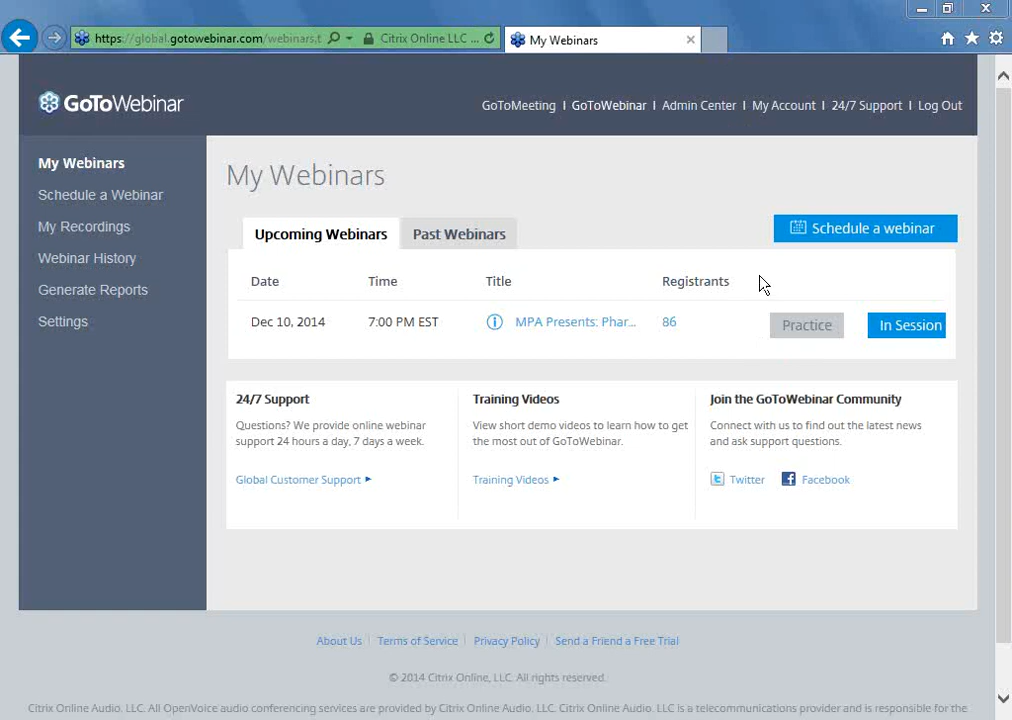 https://global.gotowebinar.com/webinars.t
Citrix Online LLC ...
My Webinars
GoToWebinar
GoToMeeting | GoToWebinar | Admin Center | My Account | 24/7 Support | Log Out
My Webinars
Schedule a Webinar
My Recordings
Webinar History
Generate Reports
Settings
My Webinars
Upcoming Webinars
Past Webinars
Schedule a webinar
Date Time Title Registrants
Dec 10, 2014 7:00 PM EST MPA Presents: Phar... 86 Practice In Session
24/7 Support
Questions? We provide online webinar
support 24 hours a day, 7 days a week.
Global Customer Support
Training Videos
View short demo videos to learn how to get
the most out of GoToWebinar.
Training Videos
Join the GoToWebinar Community
Connect with us to find out the latest news
and ask support questions.
Twitter Facebook
About Us | Terms of Service | Privacy Policy | Send a Friend a Free Trial
© 2014 Citrix Online, LLC. All rights reserved.
Citrix Online Audio. LLC. All OpenVoice audio conferencing services are provided by Citrix Online Audio. LLC. Citrix Online Audio. LLC is a telecommunications provider and is responsible for the